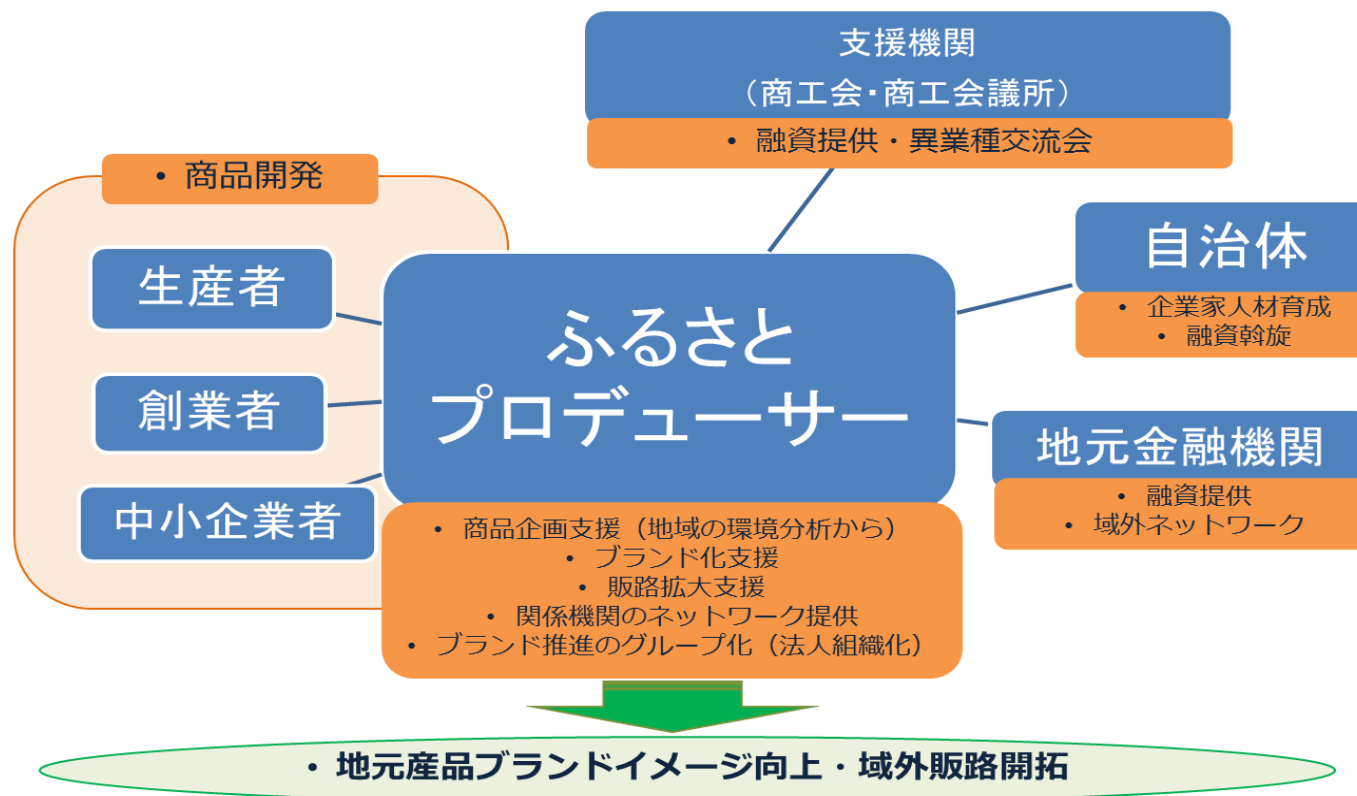 支援機関
（商工会・商工会議所）
• 融資提供・異業種交流会
• 商品開発
生産者
創業者
中小企業者
ふるさと
プロデューサー
• 商品企画支援（地域の環境分析から）
• ブランド化支援
• 販路拡大支援
• 関係機関のネットワーク提供
• ブランド推進のグループ化（法人組織化）
自治体
• 企業家人材育成
• 融資斡旋
地元金融機関
• 融資提供
• 域外ネットワーク
• 地元産品ブランドイメージ向上・域外販路開拓